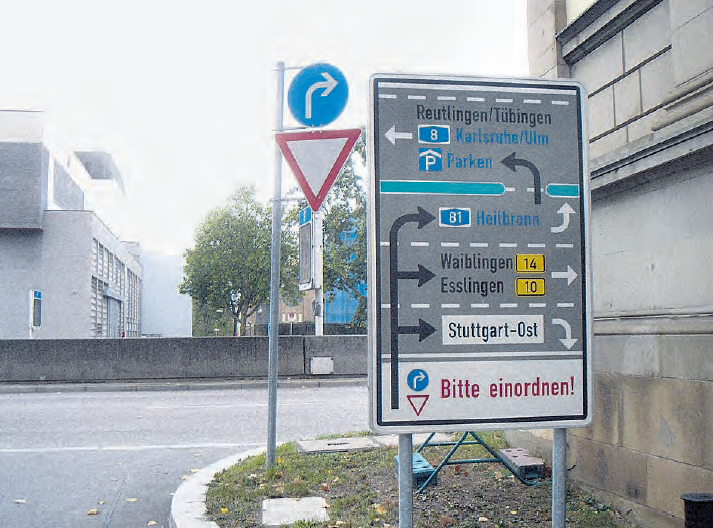 Reutlingen/Tübingen
8 Karlsruhe/Ulm
P Parken
81 Heilbronn
Waiblingen 14
Esslingen 10
Stuttgart-Ost
Bitte einordnen!